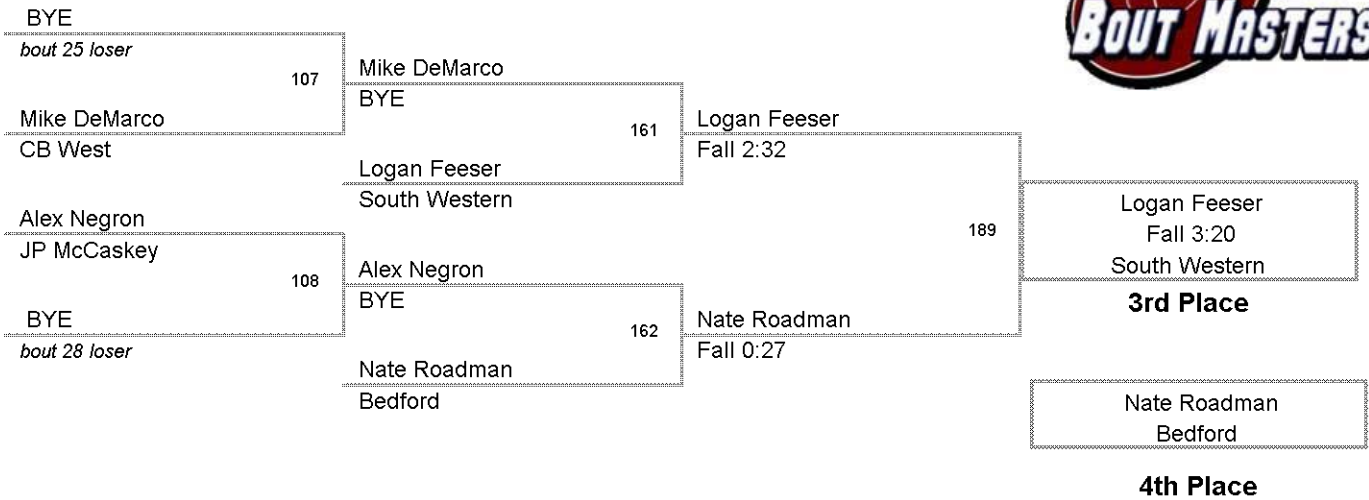 BOUT MASTERS
BYE
bout 25 loser
107
Mike DeMarco
CB West
Alex Negron
JP McCaskey
108
BYE
bout 28 loser
Mike DeMarco
BYE
161
Logan Feeser
South Western
Alex Negron
BYE
162
Nate Roadman
Bedford
Logan Feeser
Fall 2:32
189
Nate Roadman
Fall 0:27
Logan Feeser
Fall 3:20
South Western
3rd Place
Nate Roadman
Bedford
4th Place